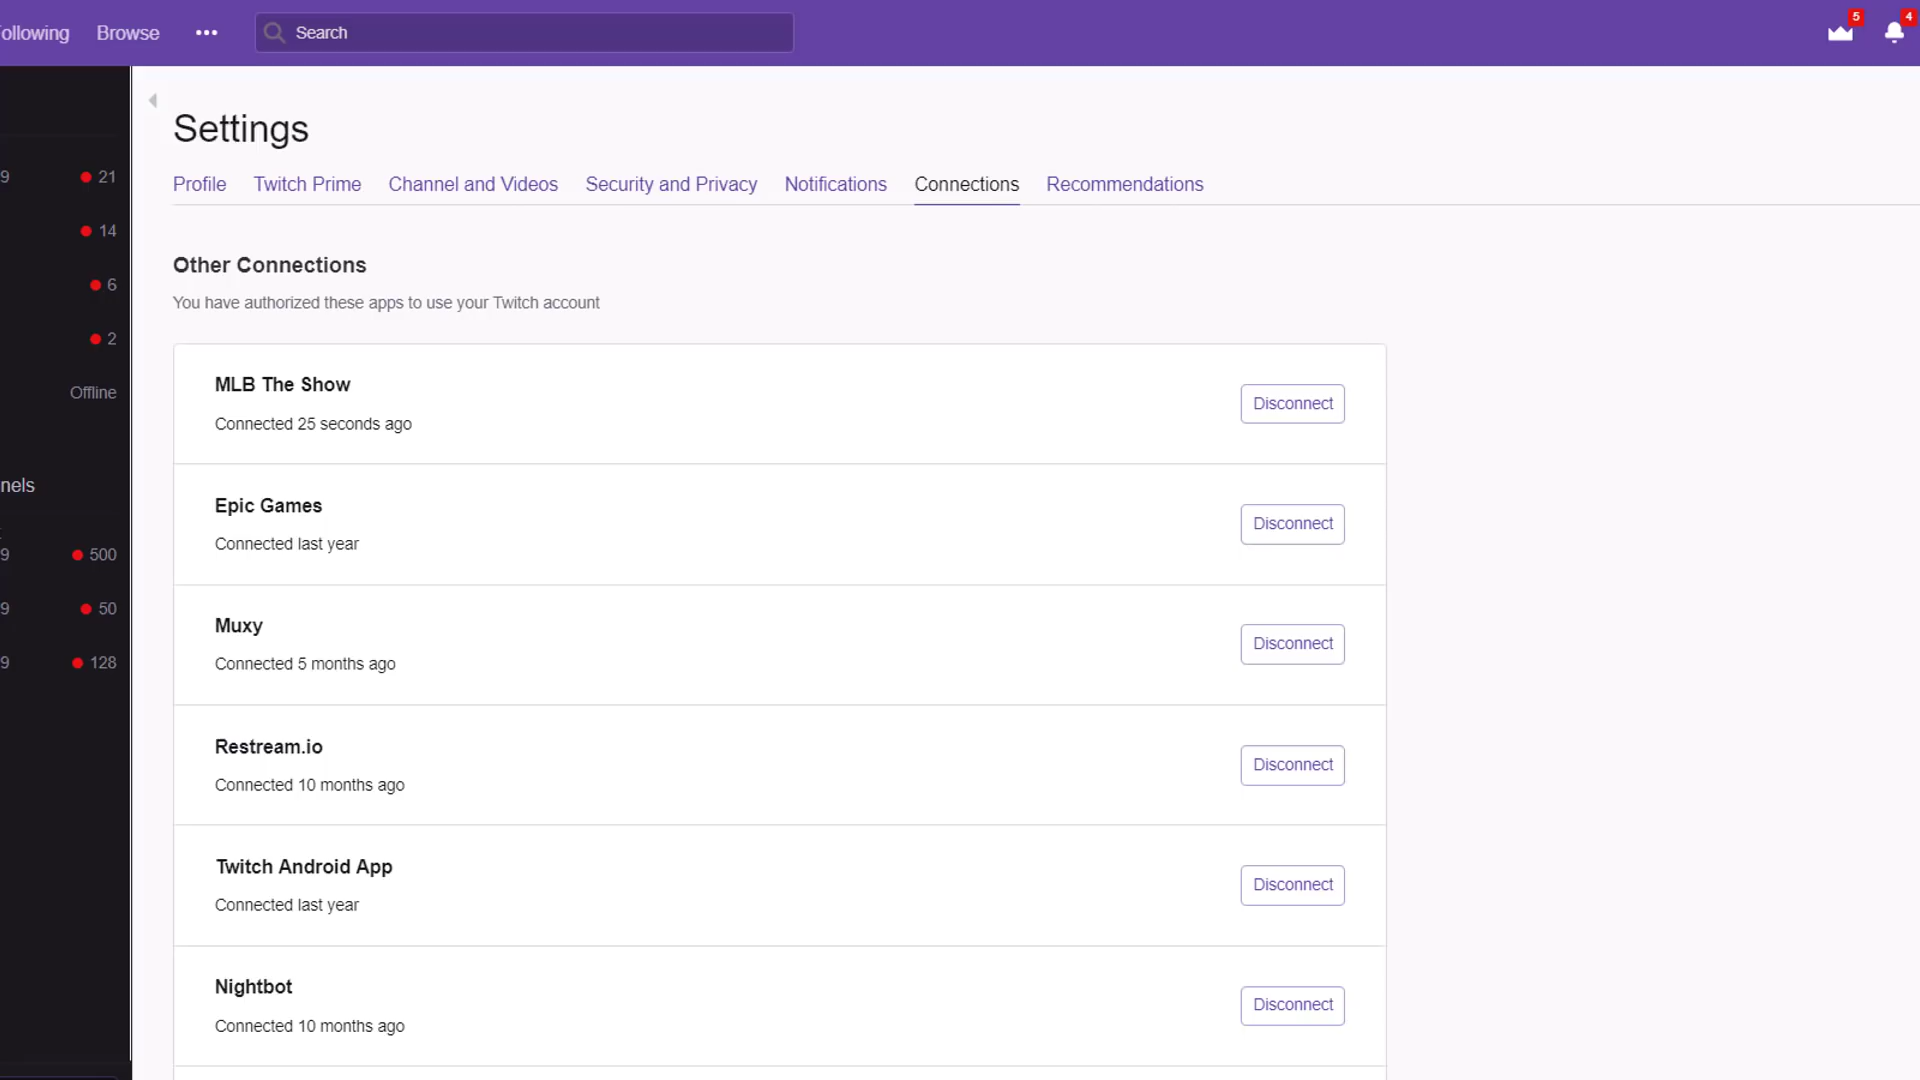 ollowing Browse ••• Search 5 4
Settings
Profile Twitch Prime Channel and Videos Security and Privacy Notifications Connections Recommendations
9 21
14
6
2
Offline
nels
9 500
9 50
9 128
Other Connections
You have authorized these apps to use your Twitch account
MLB The Show
Connected 25 seconds ago
Disconnect
Epic Games
Connected last year
Disconnect
Muxy
Connected 5 months ago
Disconnect
Restream.io
Connected 10 months ago
Disconnect
Twitch Android App
Connected last year
Disconnect
Nightbot
Connected 10 months ago
Disconnect